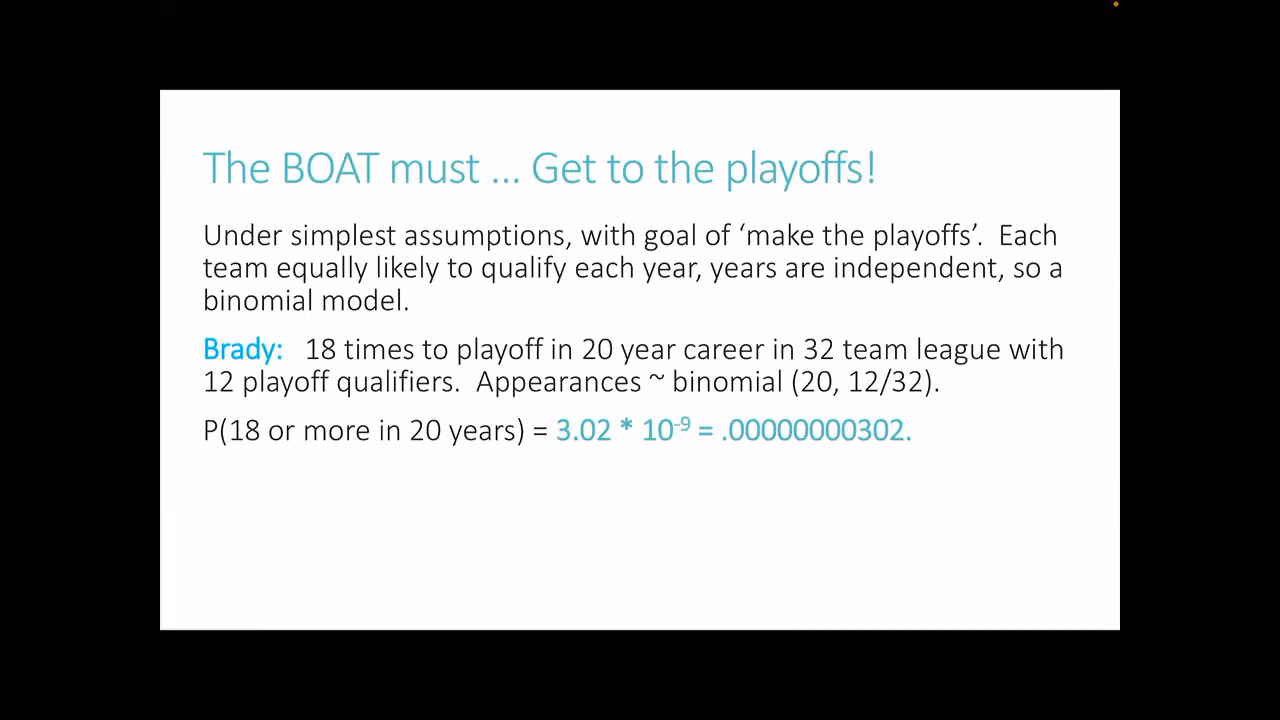 The BOAT must … Get to the playoffs!
Under simplest assumptions, with goal of ‘make the playoffs’.  Each
team equally likely to qualify each year, years are independent, so a
binomial model.
Brady:   18 times to playoff in 20 year career in 32 team league with
12 playoff qualifiers.  Appearances ~ binomial (20, 12/32).
P(18 or more in 20 years) = 3.02 * 10⁻⁹ = .00000000302.